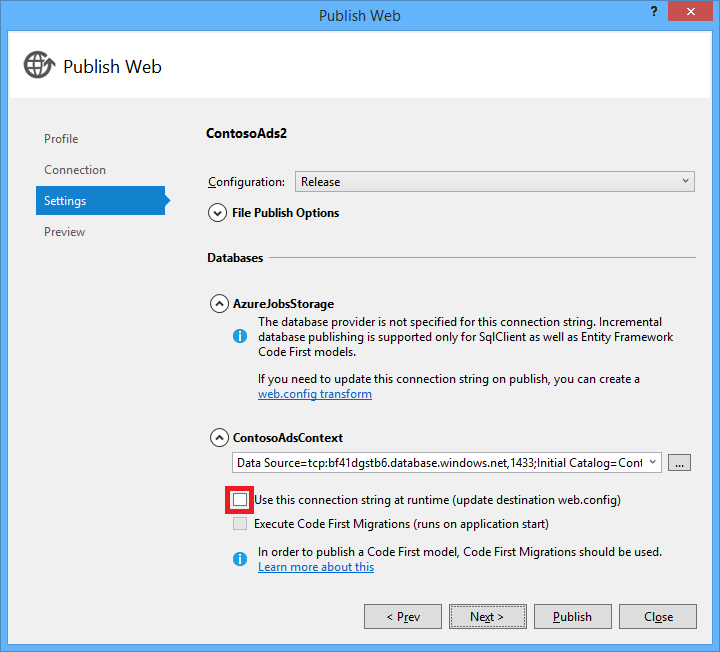 Publish Web
?
Publish Web
Profile
Connection
Settings
Preview
ContosoAds2
Configuration: Release
File Publish Options
Databases
AzureJobsStorage
The database provider is not specified for this connection string. Incremental
database publishing is supported only for SqlClient as well as Entity Framework
Code First models.
If you need to update this connection string on publish, you can create a
web.config transform
ContosoAdsContext
Data Source=tcp:bf41dgstb6.database.windows.net,1433;Initial Catalog=Cont
...
Use this connection string at runtime (update destination web.config)
Execute Code First Migrations (runs on application start)
In order to publish a Code First model, Code First Migrations should be used.
Learn more about this
< Prev Next > Publish Close